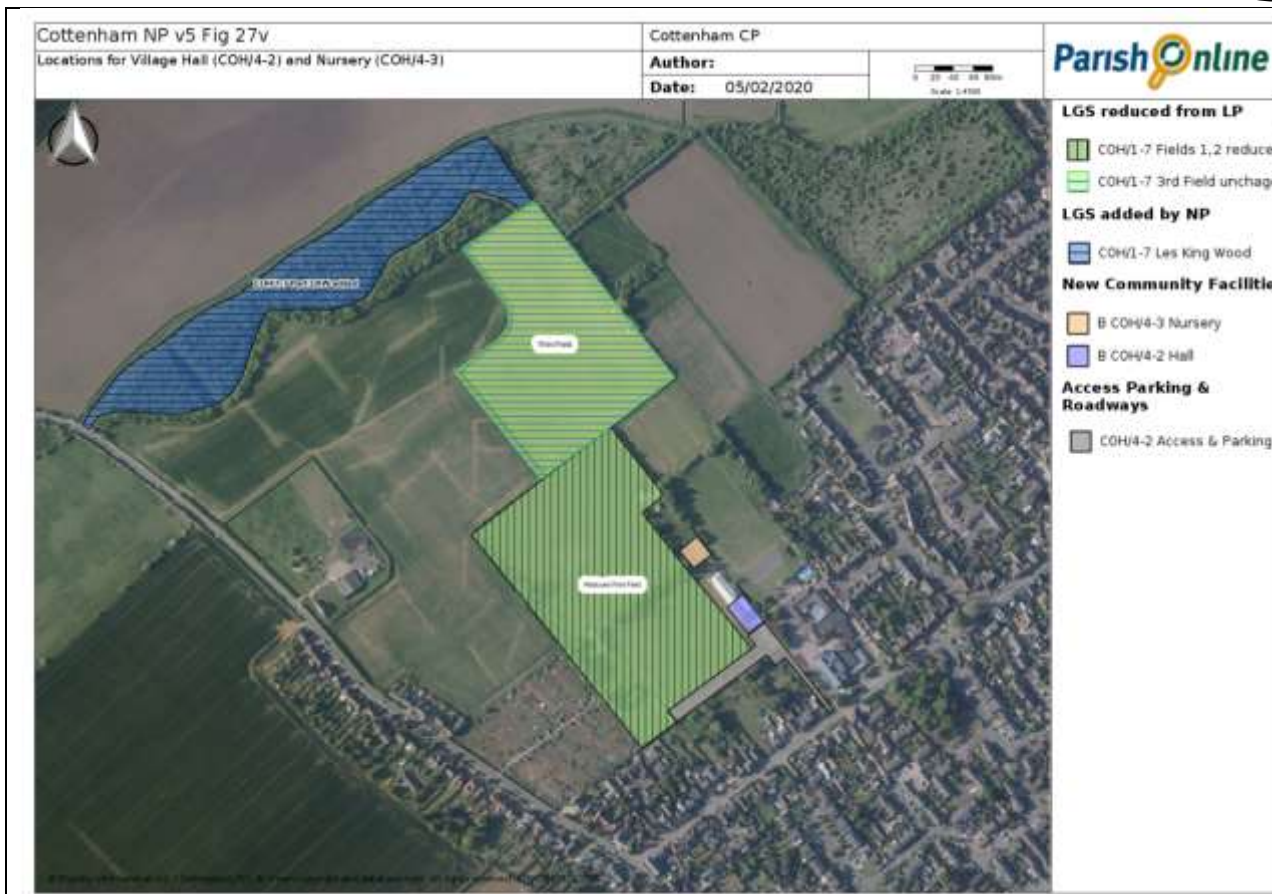 Cottenham NP v5 Fig 27v
Locations for Village Hall (COH/4-2) and Nursery (COH/4-3)
Cottenham CP
Author:
Date: 05/02/2020
Parish Online
LGS reduced from LP
COH/1-7 Fields 1,2 reduce
COH/1-7 3rd Field unchag
LGS added by NP
COH/1-7 Les King Wood
New Community Facilitie
B COH/4-3 Nursery
B COH/4-2 Hall
Access Parking &
Roadways
COH/4-2 Access & Parking
Third Field